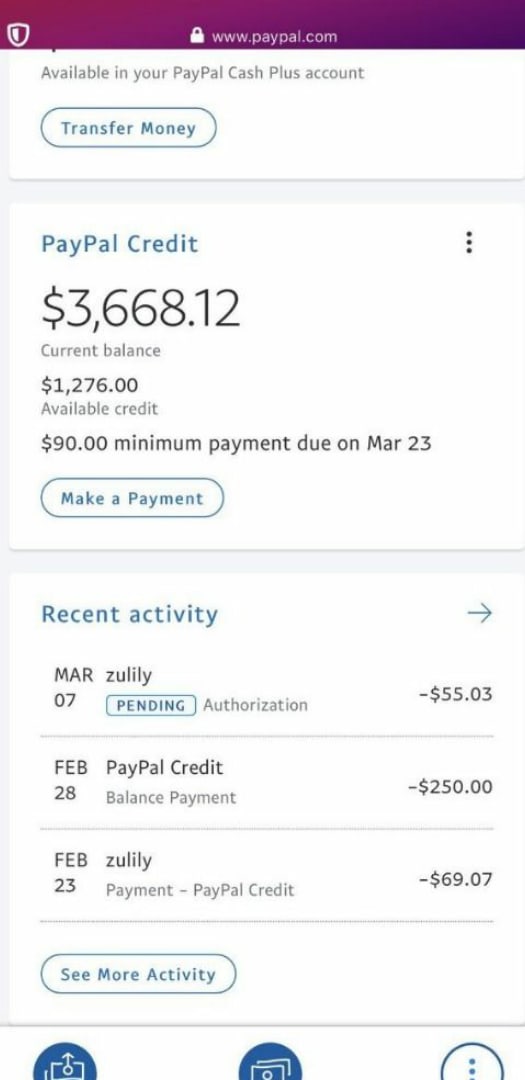 www.paypal.com
Available in your PayPal Cash Plus account
Transfer Money
PayPal Credit
$3,668.12
Current balance
$1,276.00
Available credit
$90.00 minimum payment due on Mar 23
Make a Payment
Recent activity
MAR 07 zulily
PENDING Authorization -$55.03
FEB 28 PayPal Credit
Balance Payment -$250.00
FEB 23 zulily
Payment - PayPal Credit -$69.07
See More Activity